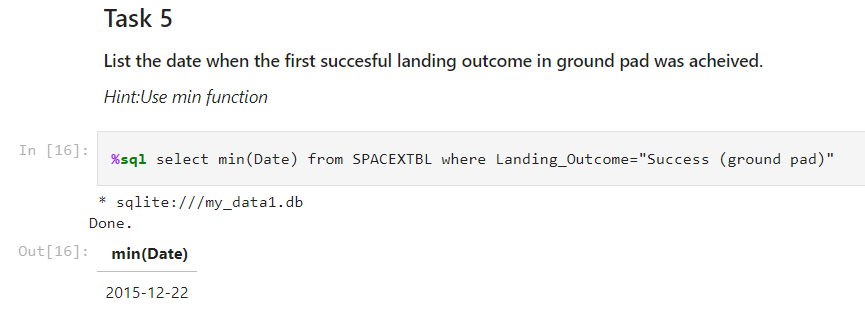 Task 5
List the date when the first succesful landing outcome in ground pad was acheived.
Hint:Use min function
In [16]: %sql select min(Date) from SPACEXTBL where Landing_Outcome="Success (ground pad)"
* sqlite:///my_data1.db
Done.
Out[16]: min(Date)
2015-12-22